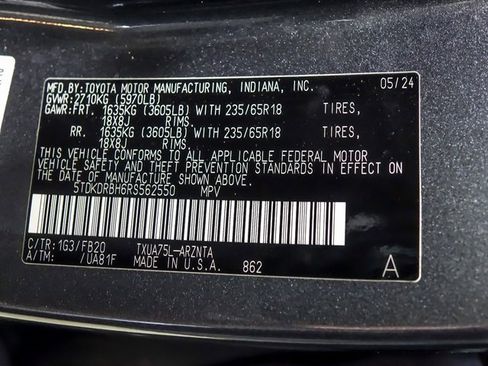 MFD.BY:TOYOTA MOTOR MANUFACTURING, INDIANA, INC. 05/24
GVWR:2710KG (5970LB)
GAWR:FRT. 1635KG (3605LB) WITH 235/65R18 TIRES,
18X8J RIMS.
RR. 1635KG (3605LB) WITH 235/65R18 TIRES,
18X8J RIMS.
THIS VEHICLE CONFORMS TO ALL APPLICABLE FEDERAL MOTOR
VEHICLE SAFETY AND THEFT PREVENTION STANDARDS IN EFFECT
ON THE DATE OF MANUFACTURE SHOWN ABOVE.
5TDKDRBH6RS562550 MPV
C/TR: 1G3/FB20 TXUA75L-ARZNTA
A/TM: /UA81F MADE IN U.S.A. 862 A